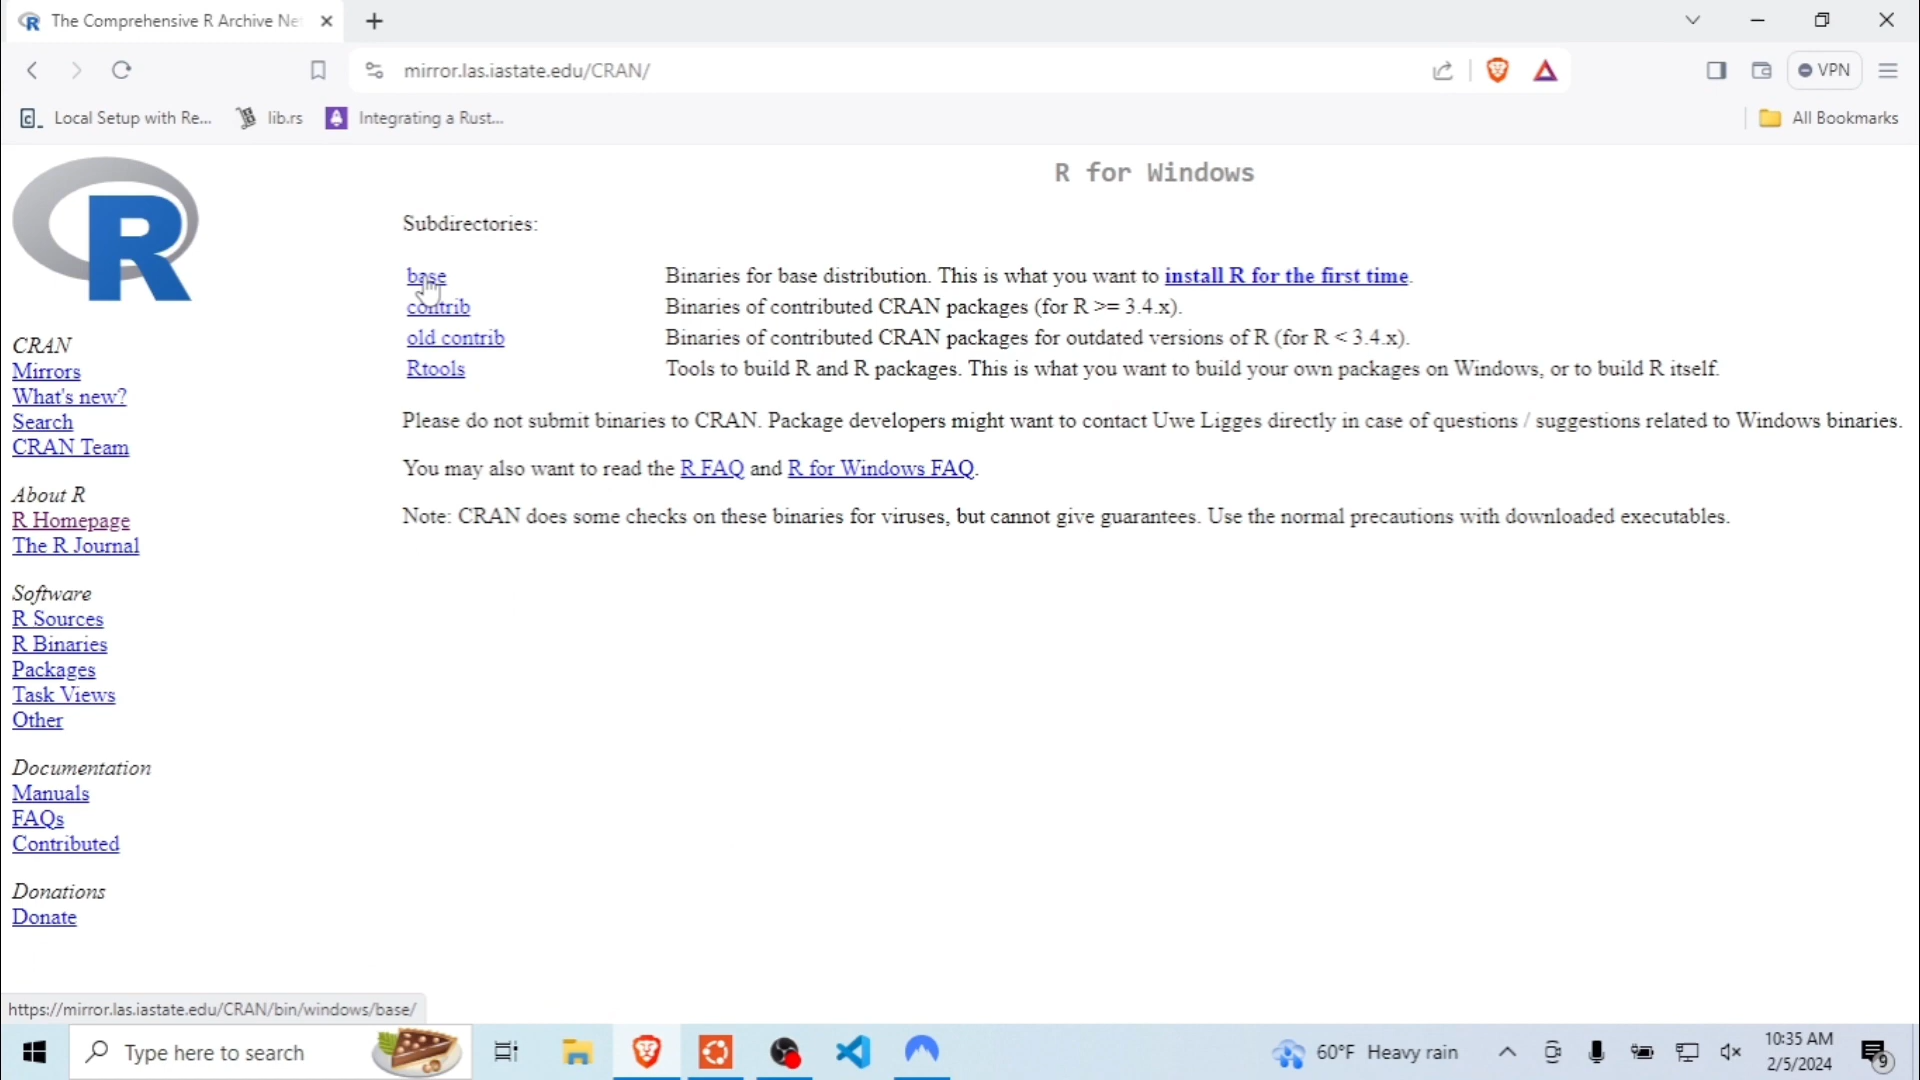 The Comprehensive R Archive Net
mirror.las.iastate.edu/CRAN/
VPN
Local Setup with Re...
lib.rs
Integrating a Rust...
All Bookmarks
R
R for Windows
Subdirectories:
base Binaries for base distribution. This is what you want to install R for the first time.
contrib Binaries of contributed CRAN packages (for R >= 3.4.x).
old contrib Binaries of contributed CRAN packages for outdated versions of R (for R < 3.4.x).
Rtools Tools to build R and R packages. This is what you want to build your own packages on Windows, or to build R itself.
Please do not submit binaries to CRAN. Package developers might want to contact Uwe Ligges directly in case of questions / suggestions related to Windows binaries.
You may also want to read the R FAQ and R for Windows FAQ.
Note: CRAN does some checks on these binaries for viruses, but cannot give guarantees. Use the normal precautions with downloaded executables.
CRAN
Mirrors
What's new?
Search
CRAN Team
About R
R Homepage
The R Journal
Software
R Sources
R Binaries
Packages
Task Views
Other
Documentation
Manuals
FAQs
Contributed
Donations
Donate
https://mirror.las.iastate.edu/CRAN/bin/windows/base/
Type here to search
60°F Heavy rain
10:35 AM
2/5/2024
9